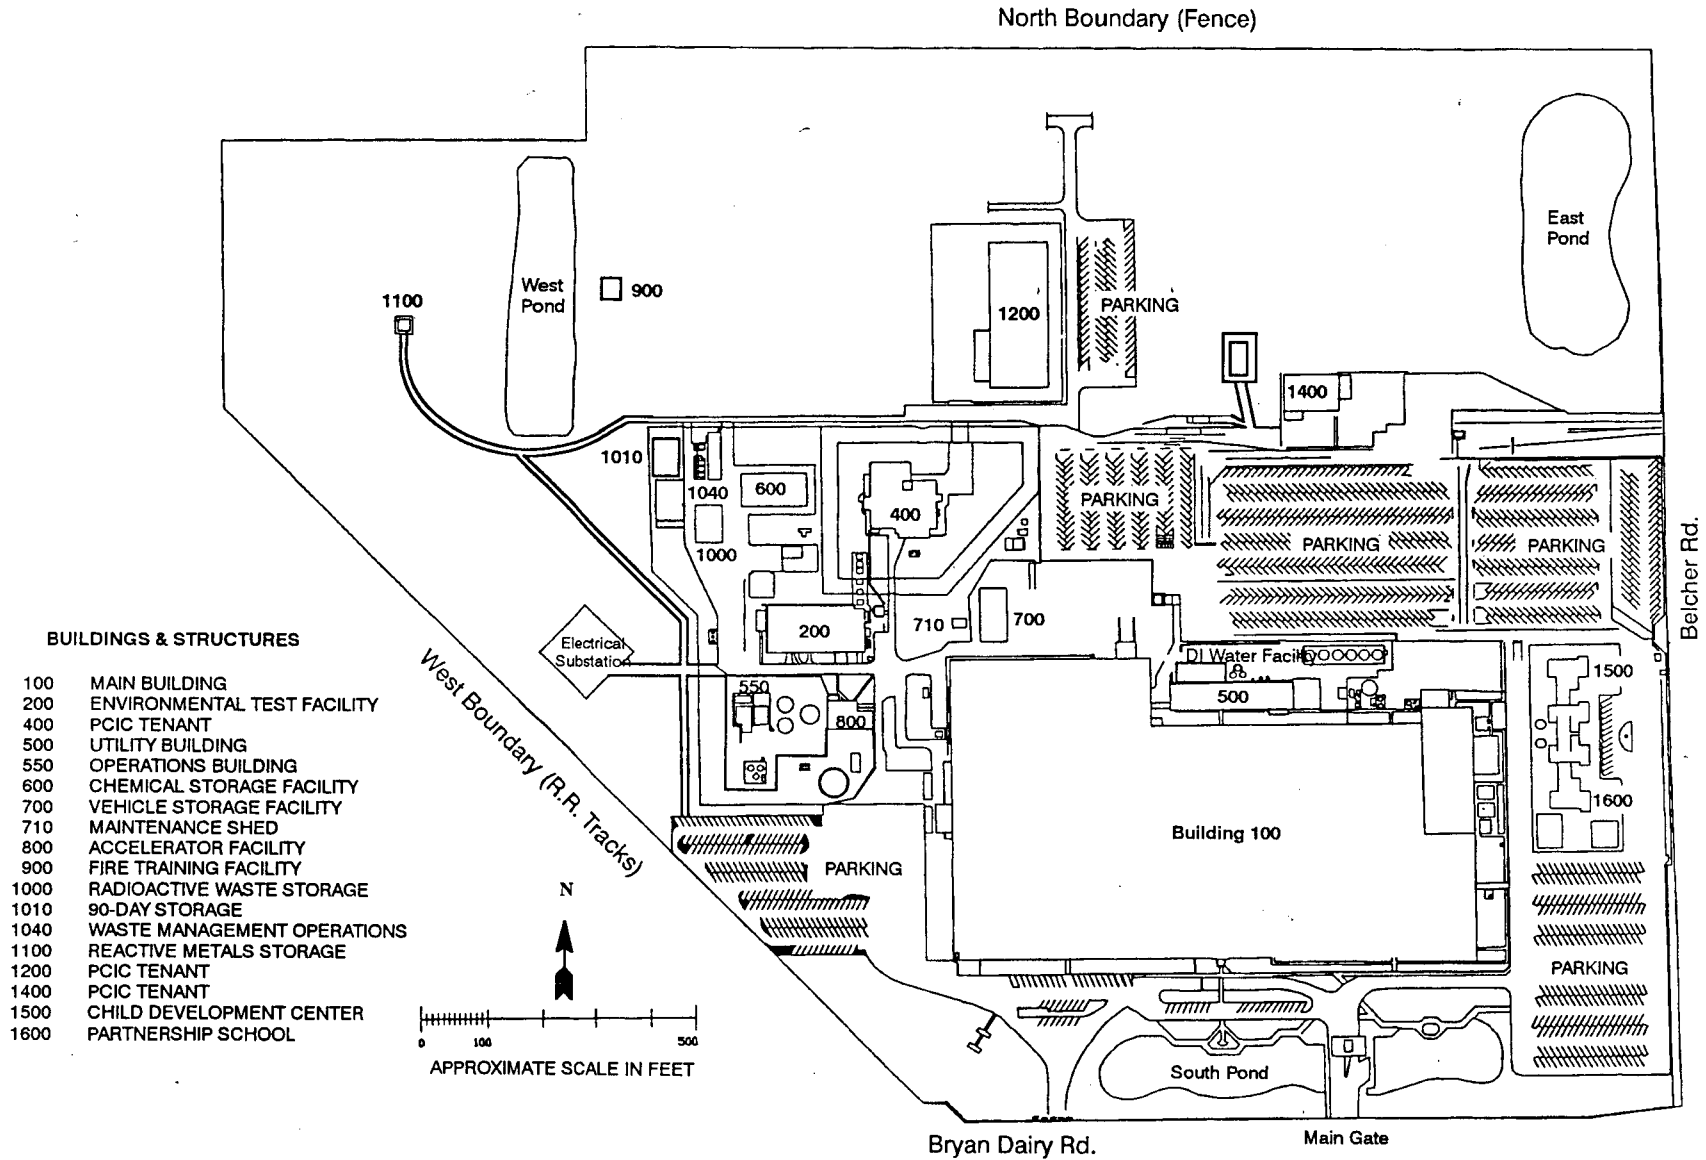 North Boundary (Fence)
East
Pond
West
Pond
900
1100
1200
PARKING
1400
1010
1040
600
400
PARKING
1000
PARKING
PARKING
Belcher Rd.
200
710
700
Electrical
Substation
DI Water Facility
1500
550
800
500
West Boundary (R.R. Tracks)
1600
Building 100
PARKING
PARKING
BUILDINGS & STRUCTURES
100 MAIN BUILDING
200 ENVIRONMENTAL TEST FACILITY
400 PCIC TENANT
500 UTILITY BUILDING
550 OPERATIONS BUILDING
600 CHEMICAL STORAGE FACILITY
700 VEHICLE STORAGE FACILITY
710 MAINTENANCE SHED
800 ACCELERATOR FACILITY
900 FIRE TRAINING FACILITY
1000 RADIOACTIVE WASTE STORAGE
1010 90-DAY STORAGE
1040 WASTE MANAGEMENT OPERATIONS
1100 REACTIVE METALS STORAGE
1200 PCIC TENANT
1400 PCIC TENANT
1500 CHILD DEVELOPMENT CENTER
1600 PARTNERSHIP SCHOOL
N
0 100 500
APPROXIMATE SCALE IN FEET
South Pond
Bryan Dairy Rd.
Main Gate